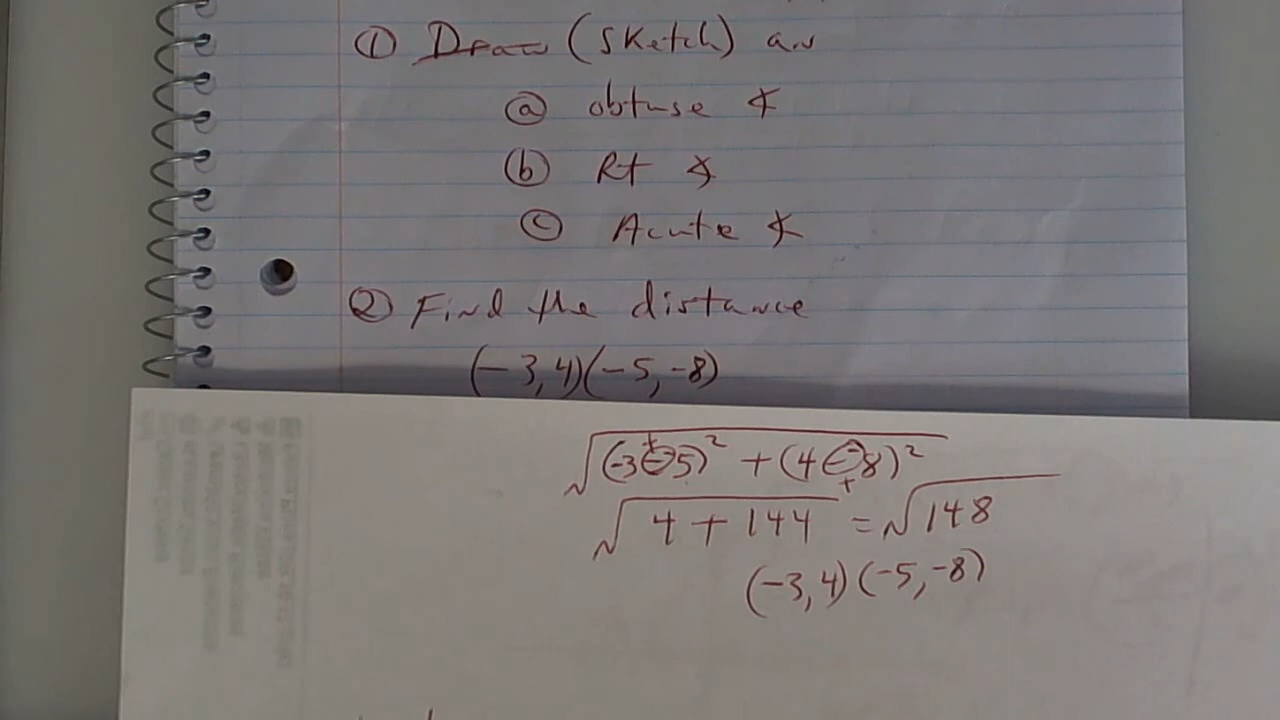 ① Draw (Sketch) an
ⓐ obtuse ∢
ⓑ Rt ∢
ⓒ Acute ∢
② Find the distance
(-3,4)(-5,-8)
√(-3 -+ 5)² + (4 -+ 8)²
√4 + 144 = √148
(-3,4)(-5,-8)